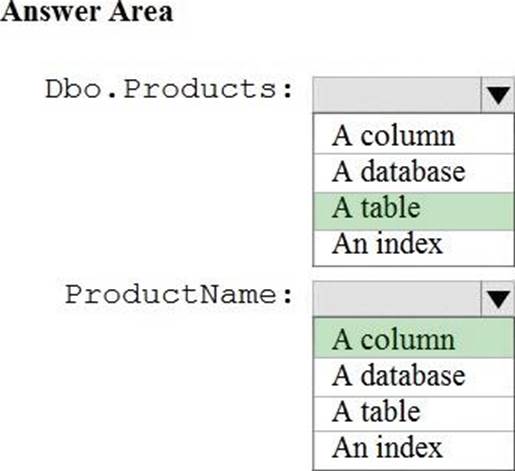 Answer Area
Dbo.Products:
A column
A database
A table
An index
ProductName:
A column
A database
A table
An index